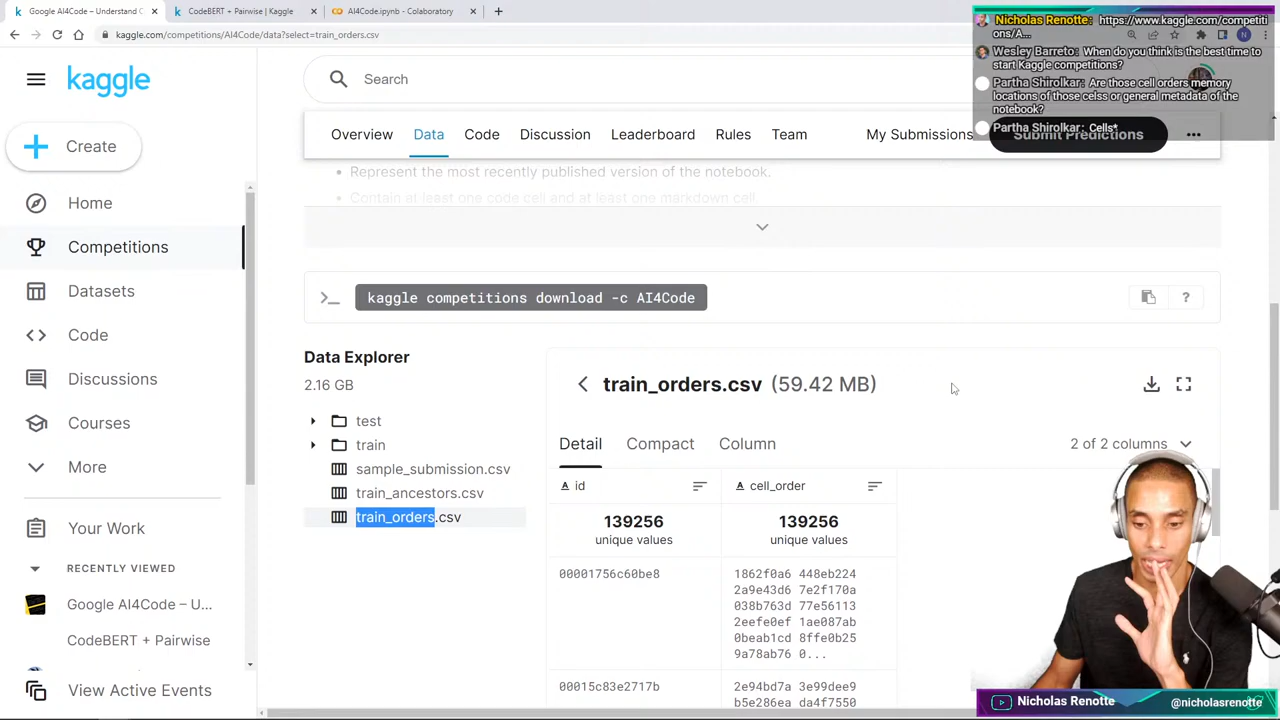 Google AI4Code – Understand C
CodeBERT + Pairwise | Kaggle
AI4Code.ipynb - Colaboratory
kaggle.com/competitions/AI4Code/data?select=train_orders.csv
Nicholas Renotte: https://www.kaggle.com/competiti
ons/A...
Wesley Barreto: When do you think is the best time to
start Kaggle competitions?
Partha Shirolkar: Are those cell orders memory
locations of those celss or general metadata of the
notebook?
Partha Shirolkar: Cells*
kaggle
Search
Create
Home
Competitions
Datasets
Code
Discussions
Courses
More
Your Work
RECENTLY VIEWED
Google AI4Code – U...
CodeBERT + Pairwise
View Active Events
Overview Data Code Discussion Leaderboard Rules Team My Submissions Submit Predictions
Represent the most recently published version of the notebook.
Contain at least one code cell and at least one markdown cell.
kaggle competitions download -c AI4Code
?
Data Explorer
2.16 GB
test
train
sample_submission.csv
train_ancestors.csv
train_orders.csv
train_orders.csv (59.42 MB)
Detail Compact Column 2 of 2 columns
id cell_order
139256 139256
unique values unique values
00001756c60be8 1862f0a6 448eb224
2a9e43d6 7e2f170a
038b763d 77e56113
2eefe0ef 1ae087ab
0beab1cd 8ffe0b25
9a78ab76 0...
00015c83e2717b 2e94bd7a 3e99dee9
b5e286ea da4f7550
Nicholas Renotte @nicholasrenotte